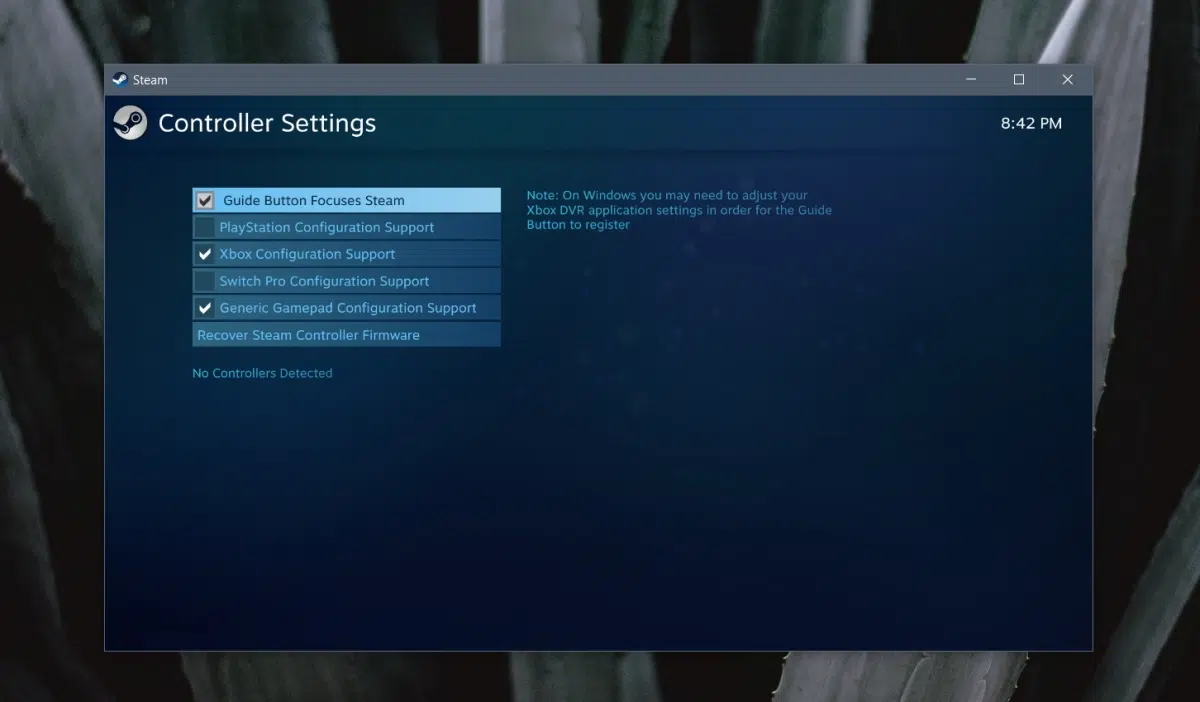 Steam
Controller Settings
8:42 PM
Guide Button Focuses Steam
PlayStation Configuration Support
Xbox Configuration Support
Switch Pro Configuration Support
Generic Gamepad Configuration Support
Recover Steam Controller Firmware
No Controllers Detected
Note: On Windows you may need to adjust your
Xbox DVR application settings in order for the Guide
Button to register